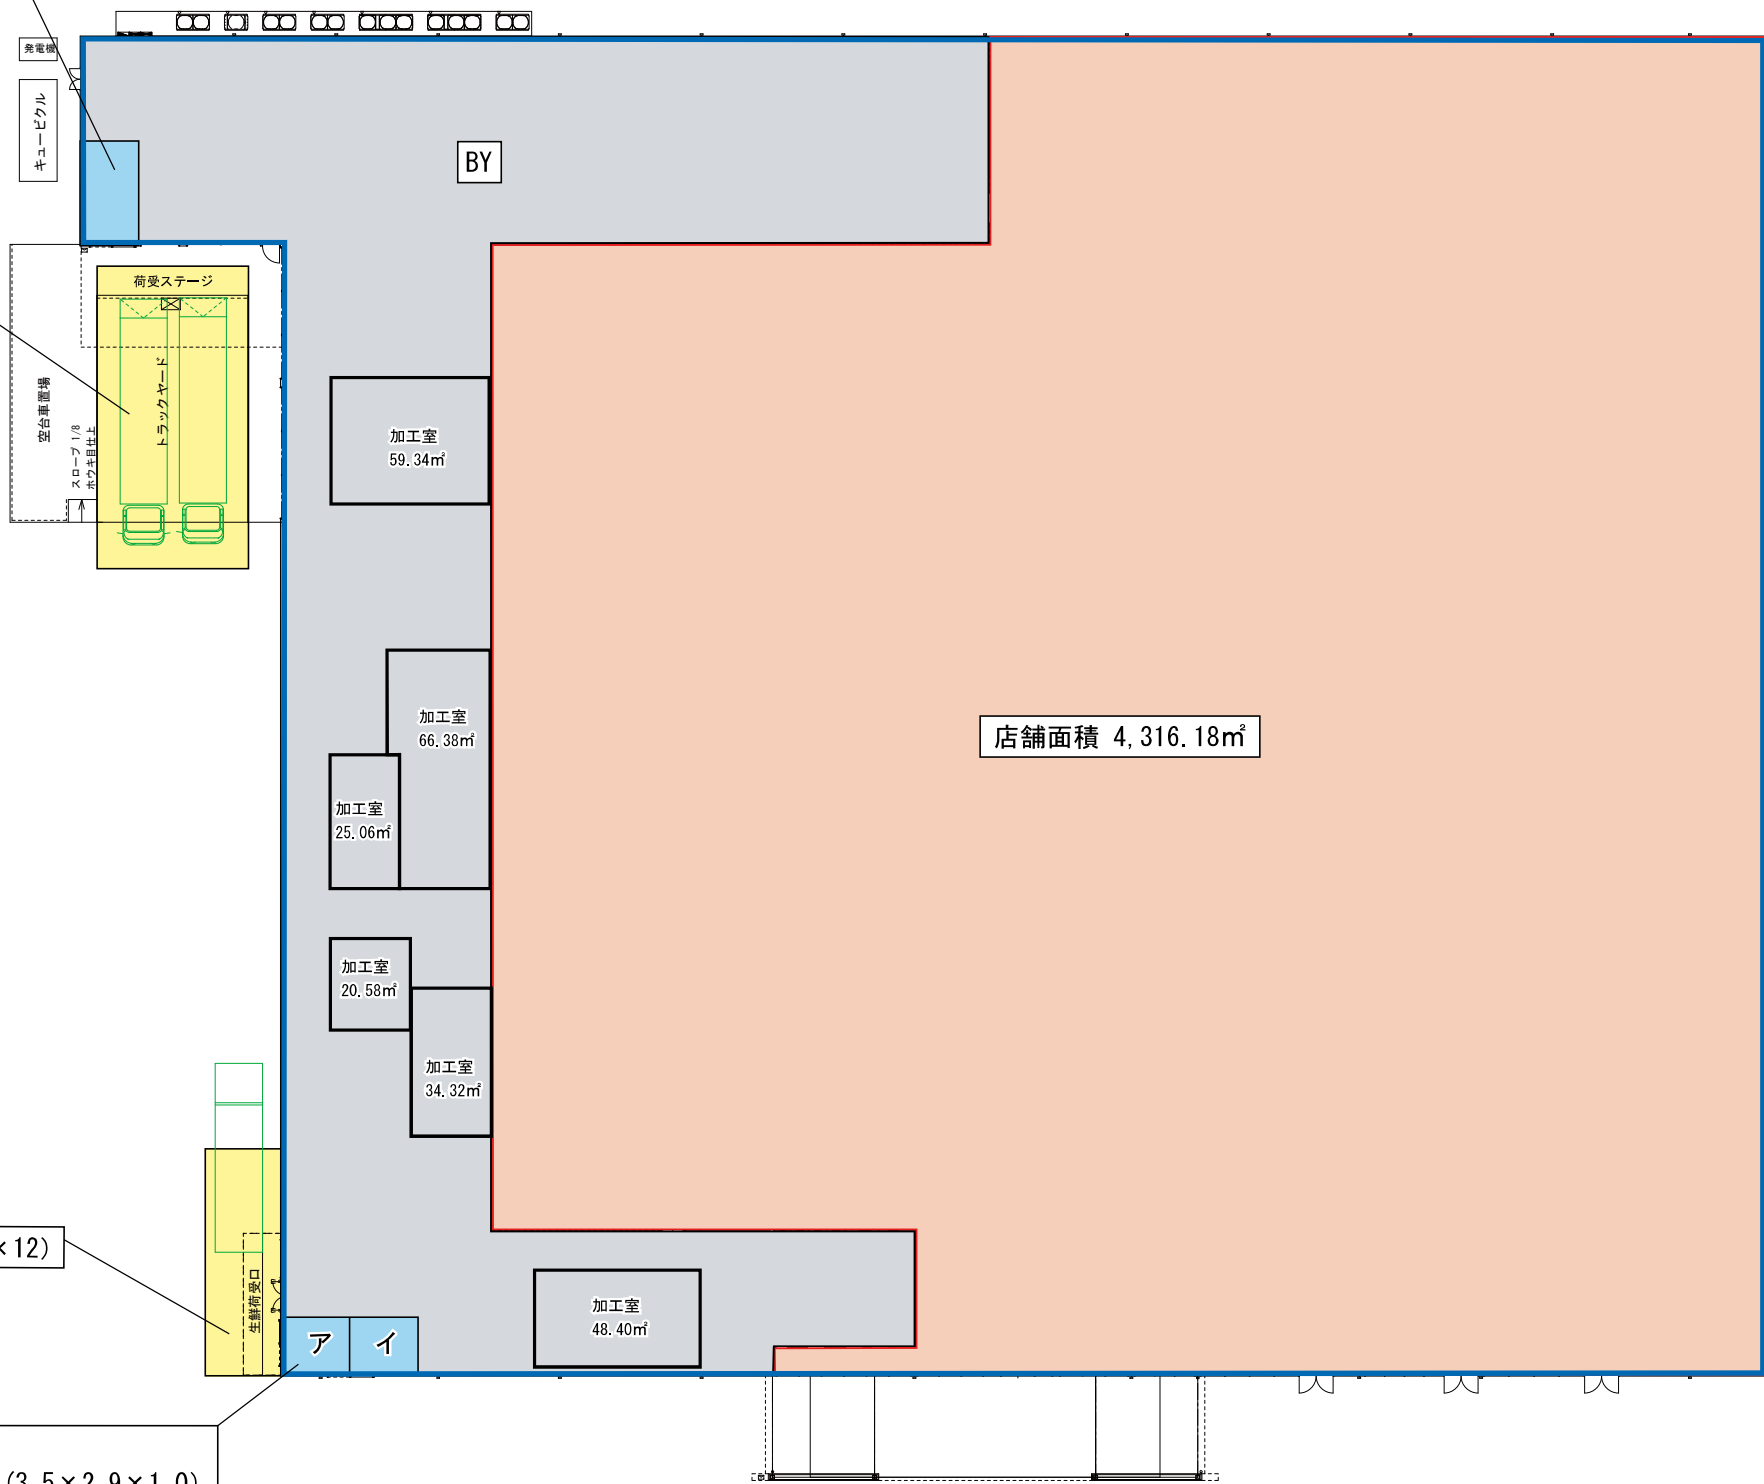 発電機
キュービクル
BY
荷受ステージ
トラックヤード
空台車置場
スロープ 1/8
ホウキ目仕上
加工室
59.34㎡
加工室
66.38㎡
店舗面積 4,316.18㎡
加工室
25.06㎡
加工室
20.58㎡
加工室
34.32㎡
×12)
生鮮荷受口
ア
イ
加工室
48.40㎡
(3.5×2.9×1.0)